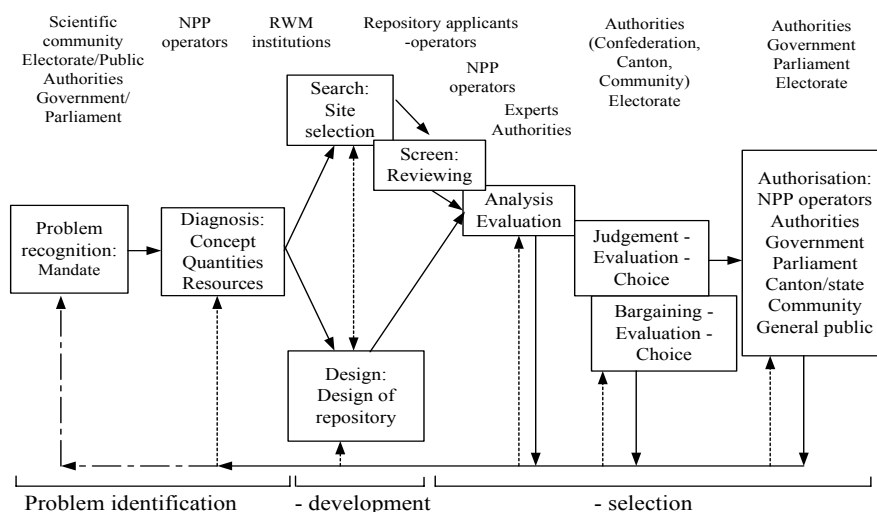 Scientific
community
Electorate/Public
Authorities
Government/
Parliament
NPP
operators
RWM
institutions
Repository applicants
-operators
NPP
operators
Experts
Authorities
Authorities
(Confederation,
Canton,
Community)
Electorate
Authorities
Government
Parliament
Electorate
Problem
recognition:
Mandate
Diagnosis:
Concept
Quantities
Resources
Search:
Site
selection
Screen:
Reviewing
Design:
Design of
repository
Analysis
Evaluation
Judgement -
Evaluation -
Choice
Bargaining -
Evaluation -
Choice
Authorisation:
NPP operators
Authorities
Government
Parliament
Canton/state
Community
General public
Problem identification
- development
- selection